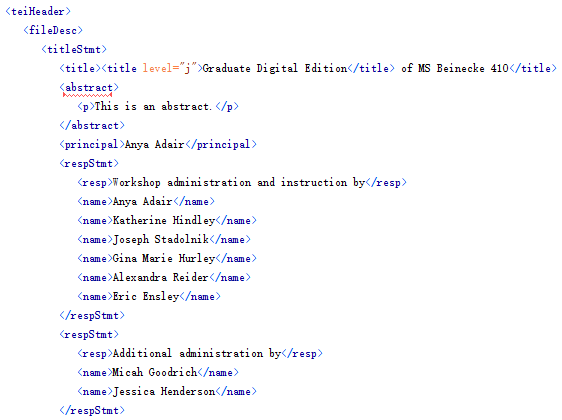 <teiHeader>
<fileDesc>
<titleStmt>
<title><title level="j">Graduate Digital Edition</title> of MS Beinecke 410</title>
<abstract>
<p>This is an abstract.</p>
</abstract>
<principal>Anya Adair</principal>
<respStmt>
<resp>Workshop administration and instruction by</resp>
<name>Anya Adair</name>
<name>Katherine Hindley</name>
<name>Joseph Stadolnik</name>
<name>Gina Marie Hurley</name>
<name>Alexandra Reider</name>
<name>Eric Ensley</name>
</respStmt>
<respStmt>
<resp>Additional administration by</resp>
<name>Micah Goodrich</name>
<name>Jessica Henderson</name>
</respStmt>